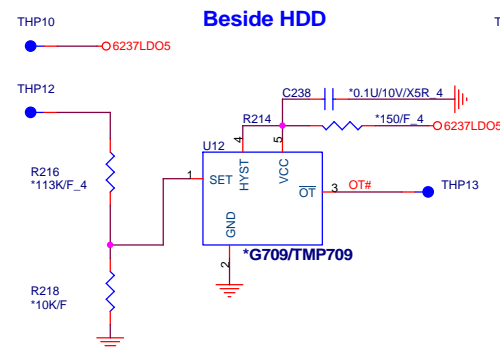 Beside HDD
THP10
T
6237LDO5
THP12
C238
*0.1U/10V/X5R_4
R214
*150/F_4
6237LDO5
U12
4
5
R216
*113K/F_4
1
SET
HYST
VCC
OT
3
OT#
THP13
GND
2
*G709/TMP709
R218
*10K/F